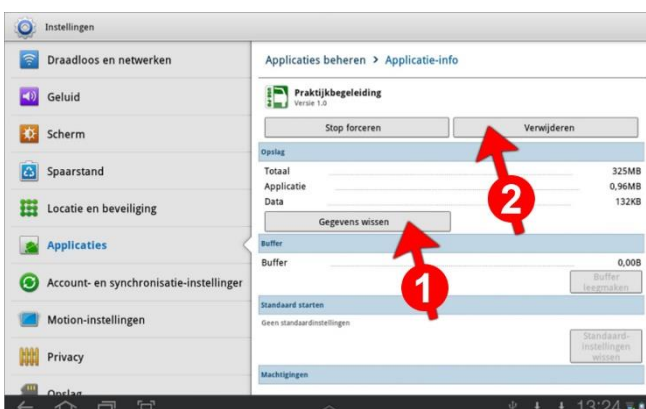 Instellingen
Draadloos en netwerken
Geluid
Scherm
Spaarstand
Locatie en beveiliging
Applicaties
Account- en synchronisatie-instellinger
Motion-instellingen
Privacy
Opslag
Applicaties beheren > Applicatie-info
Praktijkbegeleiding
Versie 1.0
Stop forceren
Verwijderen
Opslag
Totaal 325MB
Applicatie 0,96MB
Data 132KB
2
Gegevens wissen
1
Buffer
Buffer 0,00B
Buffer
leegmaken
Standaard starten
Geen standaardinstellingen
Standaard-
instellingen
wissen
Machtigingen
13:24